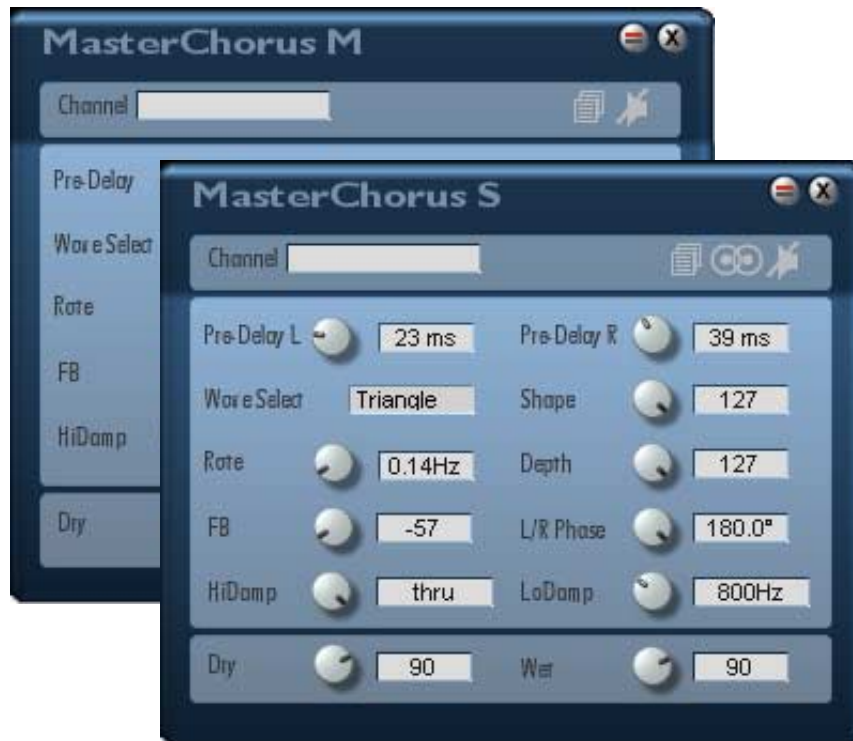 MasterChorus M
Channel
Pre-Delay
Wave Select
Rate
FB
HiDamp
Dry
MasterChorus S
Channel
Pre-Delay L 23 ms Pre-Delay R 39 ms
Wave Select Triangle Shape 127
Rate 0.14Hz Depth 127
FB -57 L/R Phase 180.0°
HiDamp thru LoDamp 800Hz
Dry 90 Wet 90